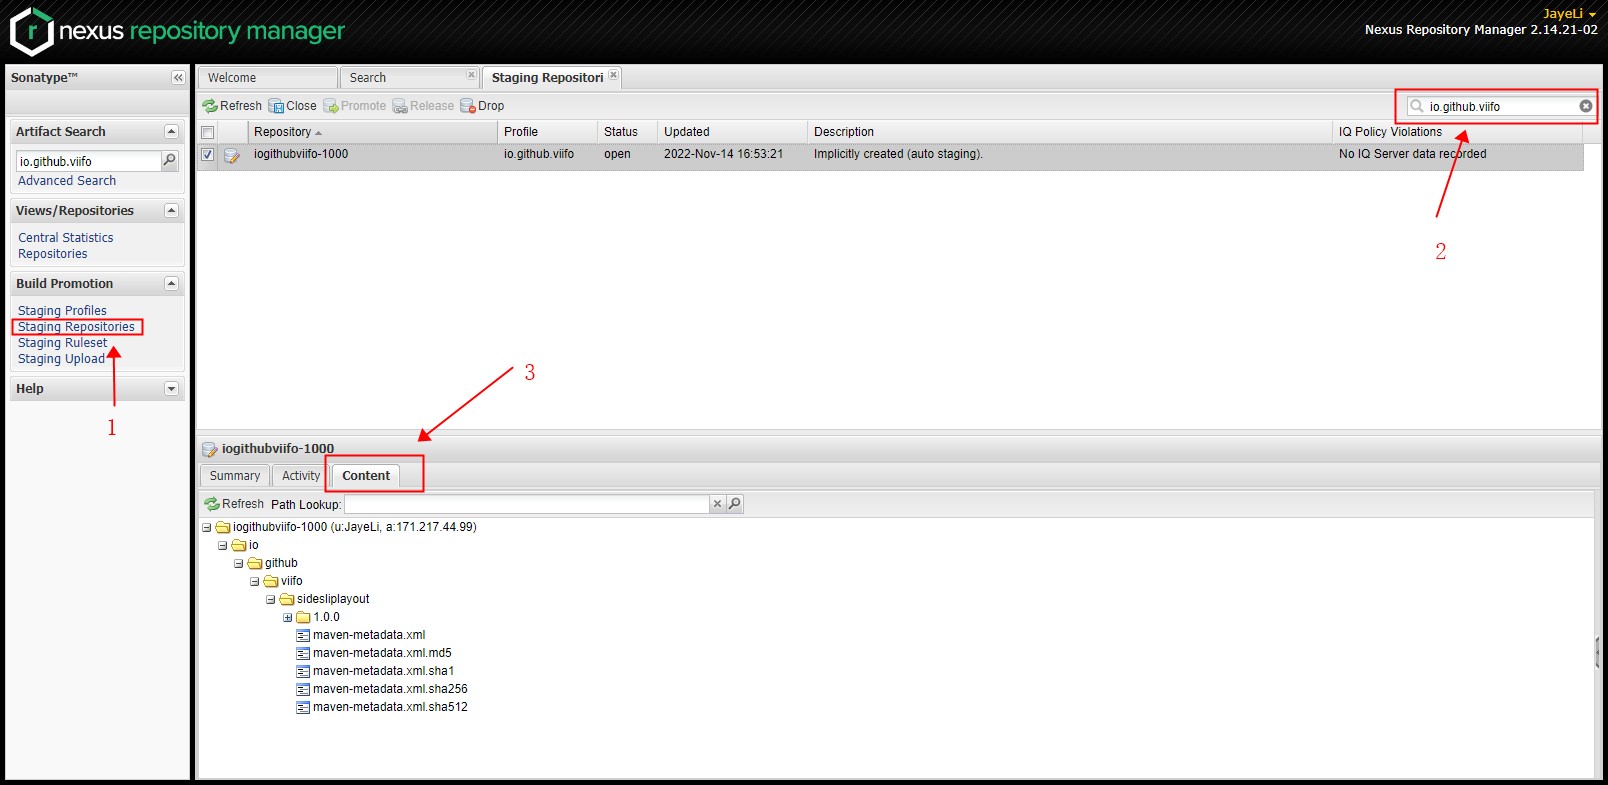 nexus repository manager
JayeLi
Nexus Repository Manager 2.14.21-02
Sonatype™
Artifact Search
io.github.viifo
Advanced Search
Views/Repositories
Central Statistics
Repositories
Build Promotion
Staging Profiles
Staging Repositories
Staging Ruleset
Staging Upload
Help
1
Welcome
Search
Staging Repositori
Refresh Close Promote Release Drop
io.github.viifo
Repository Profile Status Updated Description IQ Policy Violations
iogithubviifo-1000 io.github.viifo open 2022-Nov-14 16:53:21 Implicitly created (auto staging). No IQ Server data recorded
2
3
iogithubviifo-1000
Summary Activity Content
Refresh Path Lookup:
iogithubviifo-1000 (u:JayeLi, a:171.217.44.99)
io
github
viifo
sidesliplayout
1.0.0
maven-metadata.xml
maven-metadata.xml.md5
maven-metadata.xml.sha1
maven-metadata.xml.sha256
maven-metadata.xml.sha512